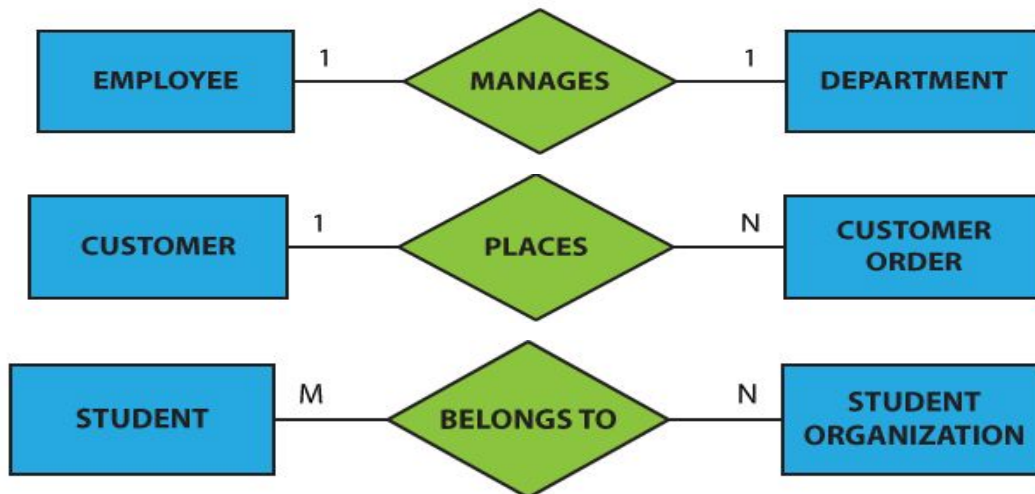 EMPLOYEE 1 MANAGES 1 DEPARTMENT
CUSTOMER 1 PLACES N CUSTOMER
ORDER
STUDENT M BELONGS TO N STUDENT
ORGANIZATION